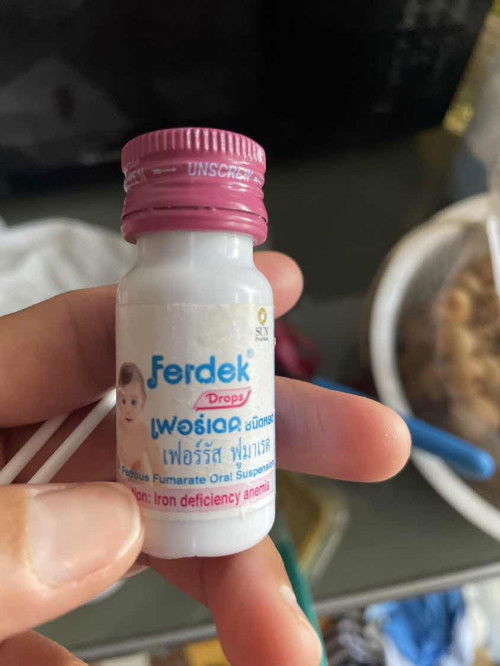 UNSCREW
SUN
Ferdek®
Drops
เฟอร์เดค ชนิดหยด
เฟอร์รัส ฟูมาเรต
Ferrous Fumarate Oral Suspension
Iron deficiency anemia